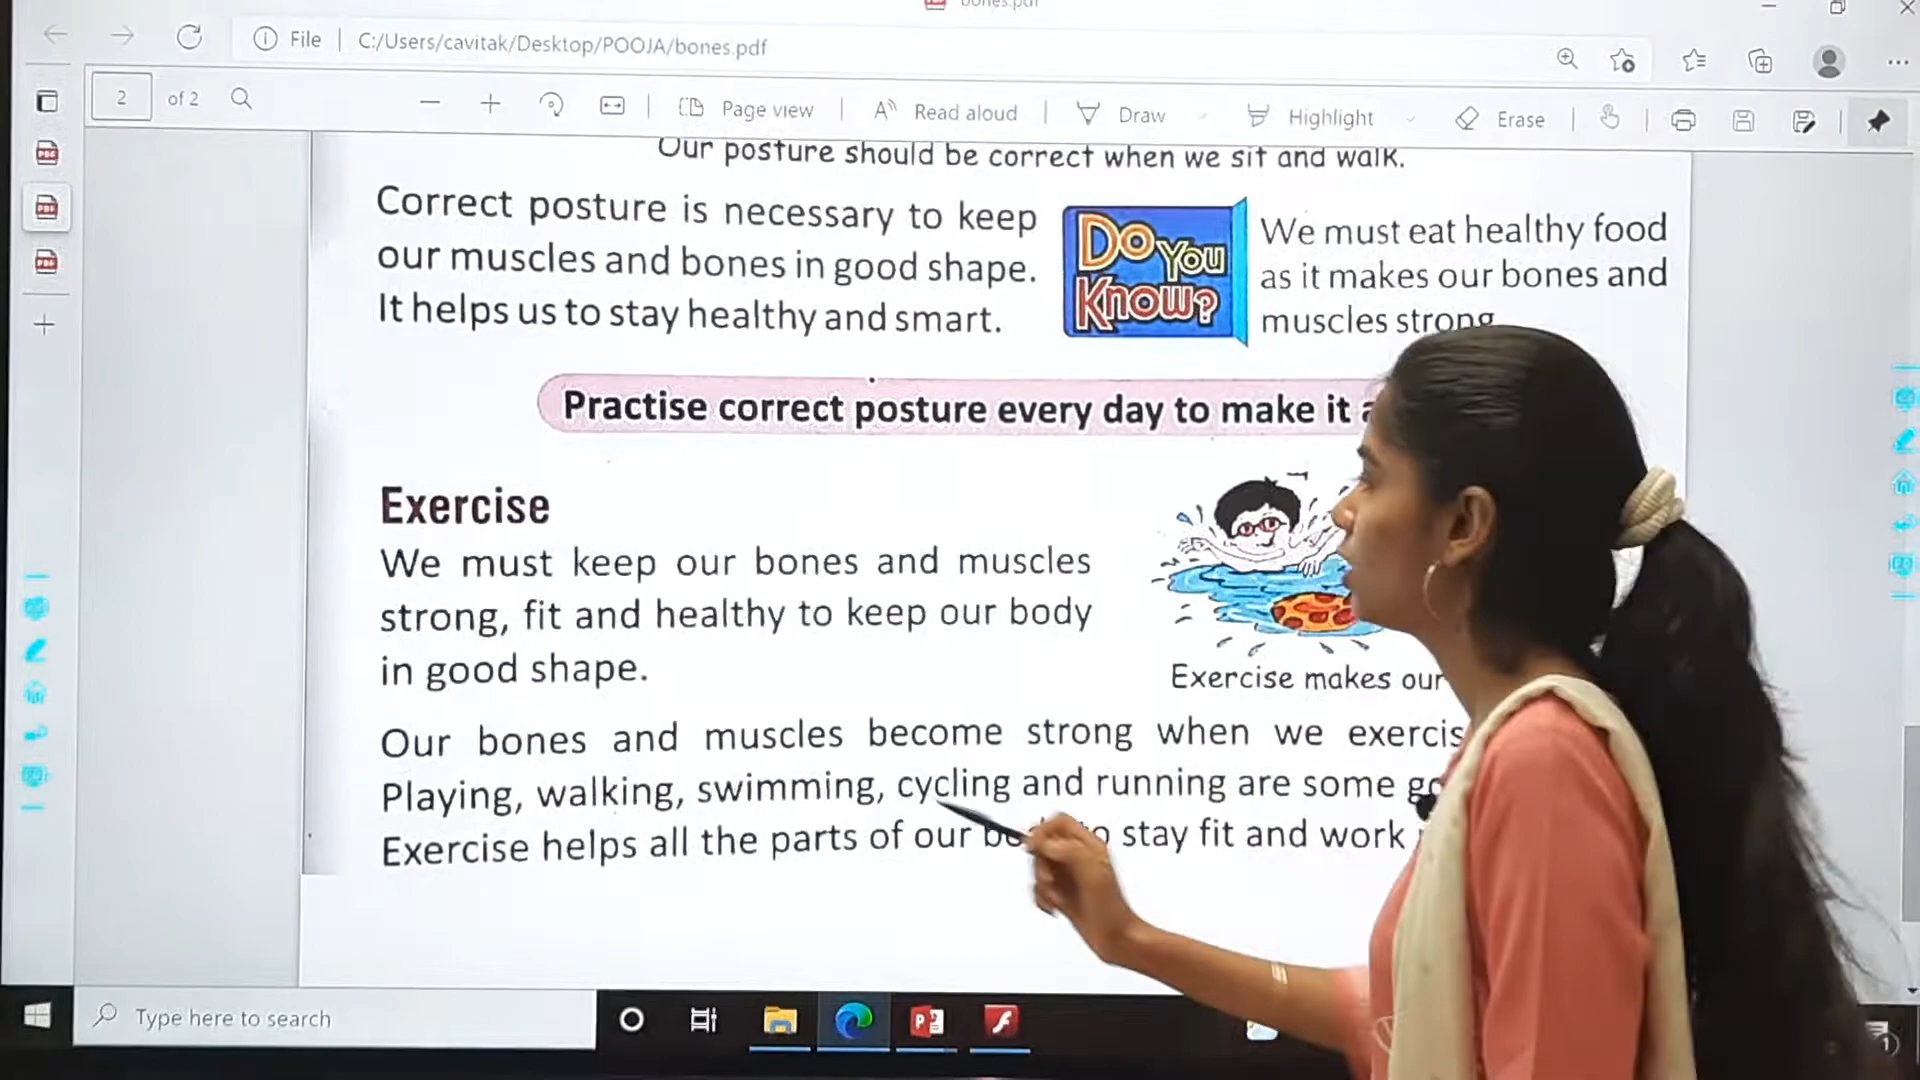 bones.pdf
File
C:/Users/cavitak/Desktop/POOJA/bones.pdf
2 of 2
Page view
Read aloud
Draw
Highlight
Erase
Our posture should be correct when we sit and walk.
Correct posture is necessary to keep
our muscles and bones in good shape.
It helps us to stay healthy and smart.
Do You
Know?
We must eat healthy food
as it makes our bones and
muscles strong
Practise correct posture every day to make it
Exercise
We must keep our bones and muscles
strong, fit and healthy to keep our body
in good shape.
Exercise makes our
Our bones and muscles become strong when we exercis
Playing, walking, swimming, cycling and running are some
Exercise helps all the parts of our to stay fit and work
Type here to search